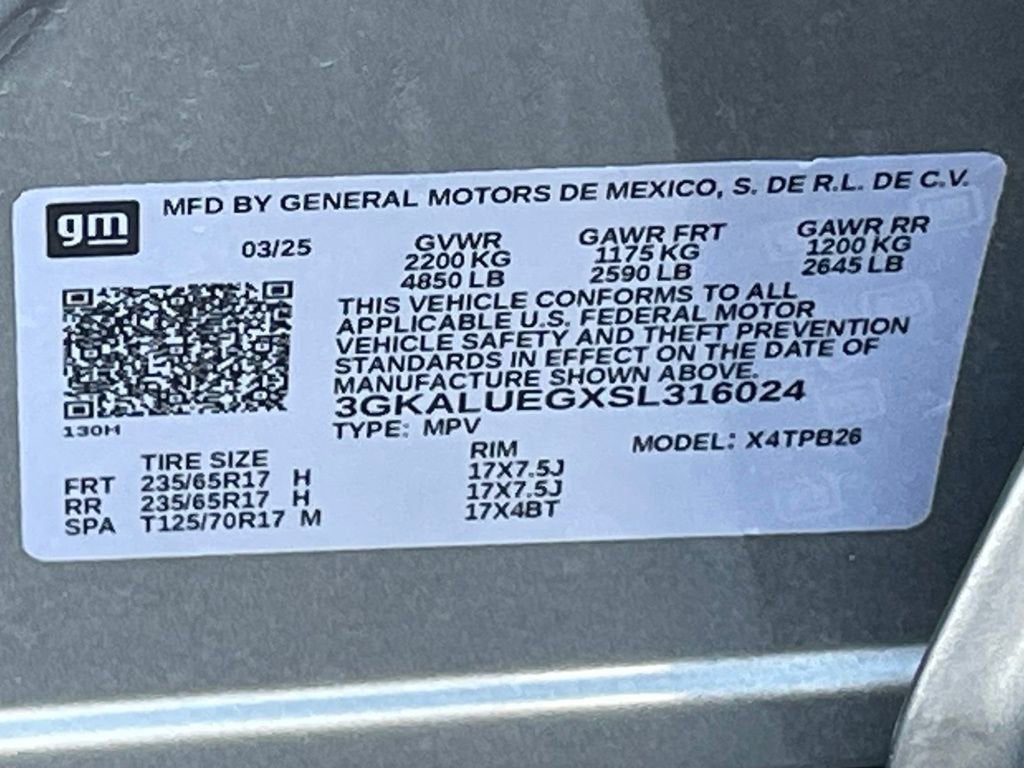 gm
MFD BY GENERAL MOTORS DE MEXICO, S. DE R.L. DE C.V.
03/25 GVWR GAWR FRT GAWR RR
2200 KG 1175 KG 1200 KG
4850 LB 2590 LB 2645 LB
THIS VEHICLE CONFORMS TO ALL
APPLICABLE U.S. FEDERAL MOTOR
VEHICLE SAFETY AND THEFT PREVENTION
STANDARDS IN EFFECT ON THE DATE OF
MANUFACTURE SHOWN ABOVE.
3GKALUEGXSL316024
130H
TYPE: MPV MODEL: X4TPB26
TIRE SIZE RIM
FRT 235/65R17 H 17X7.5J
RR 235/65R17 H 17X7.5J
SPA T125/70R17 M 17X4BT